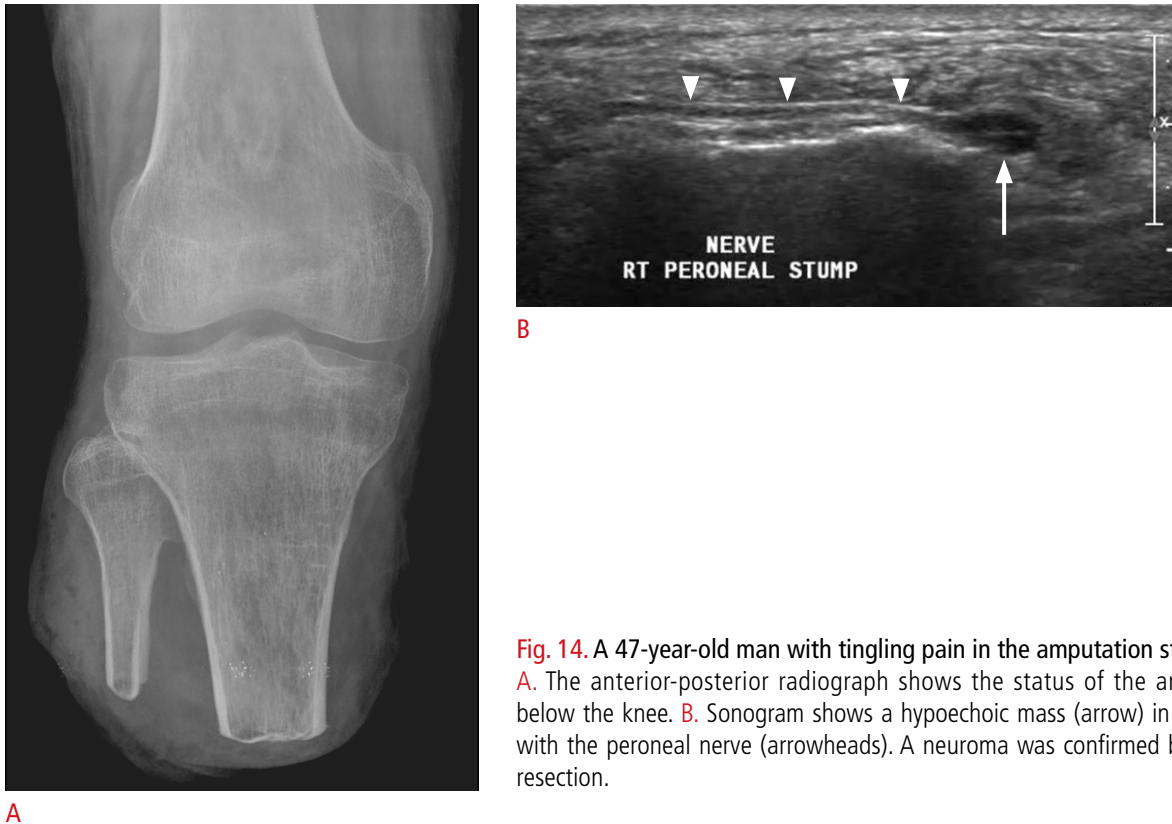 NERVE
RT PERONEAL STUMP
x
B
Fig. 14. A 47-year-old man with tingling pain in the amputation
A. The anterior-posterior radiograph shows the status of the
below the knee. B. Sonogram shows a hypoechoic mass (arrow) in
with the peroneal nerve (arrowheads). A neuroma was confirmed
resection.
A